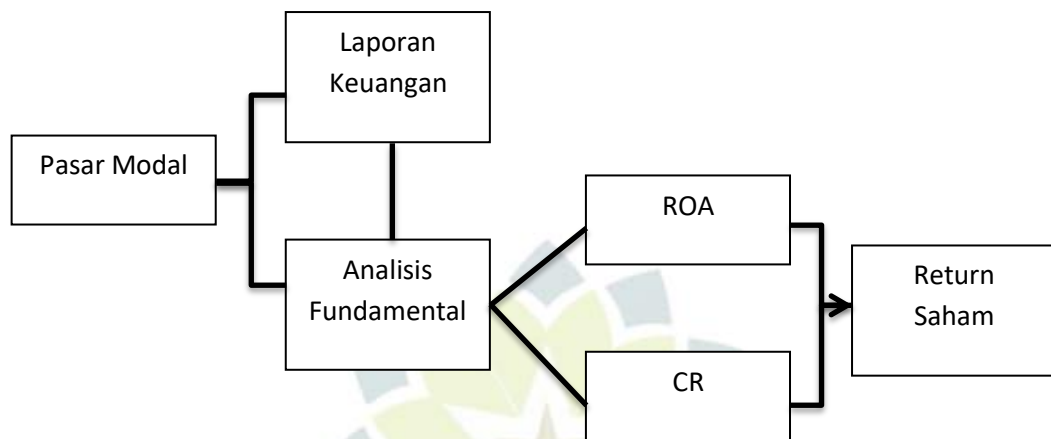 Laporan
Keuangan
Pasar Modal
Analisis
Fundamental
ROA
CR
Return
Saham